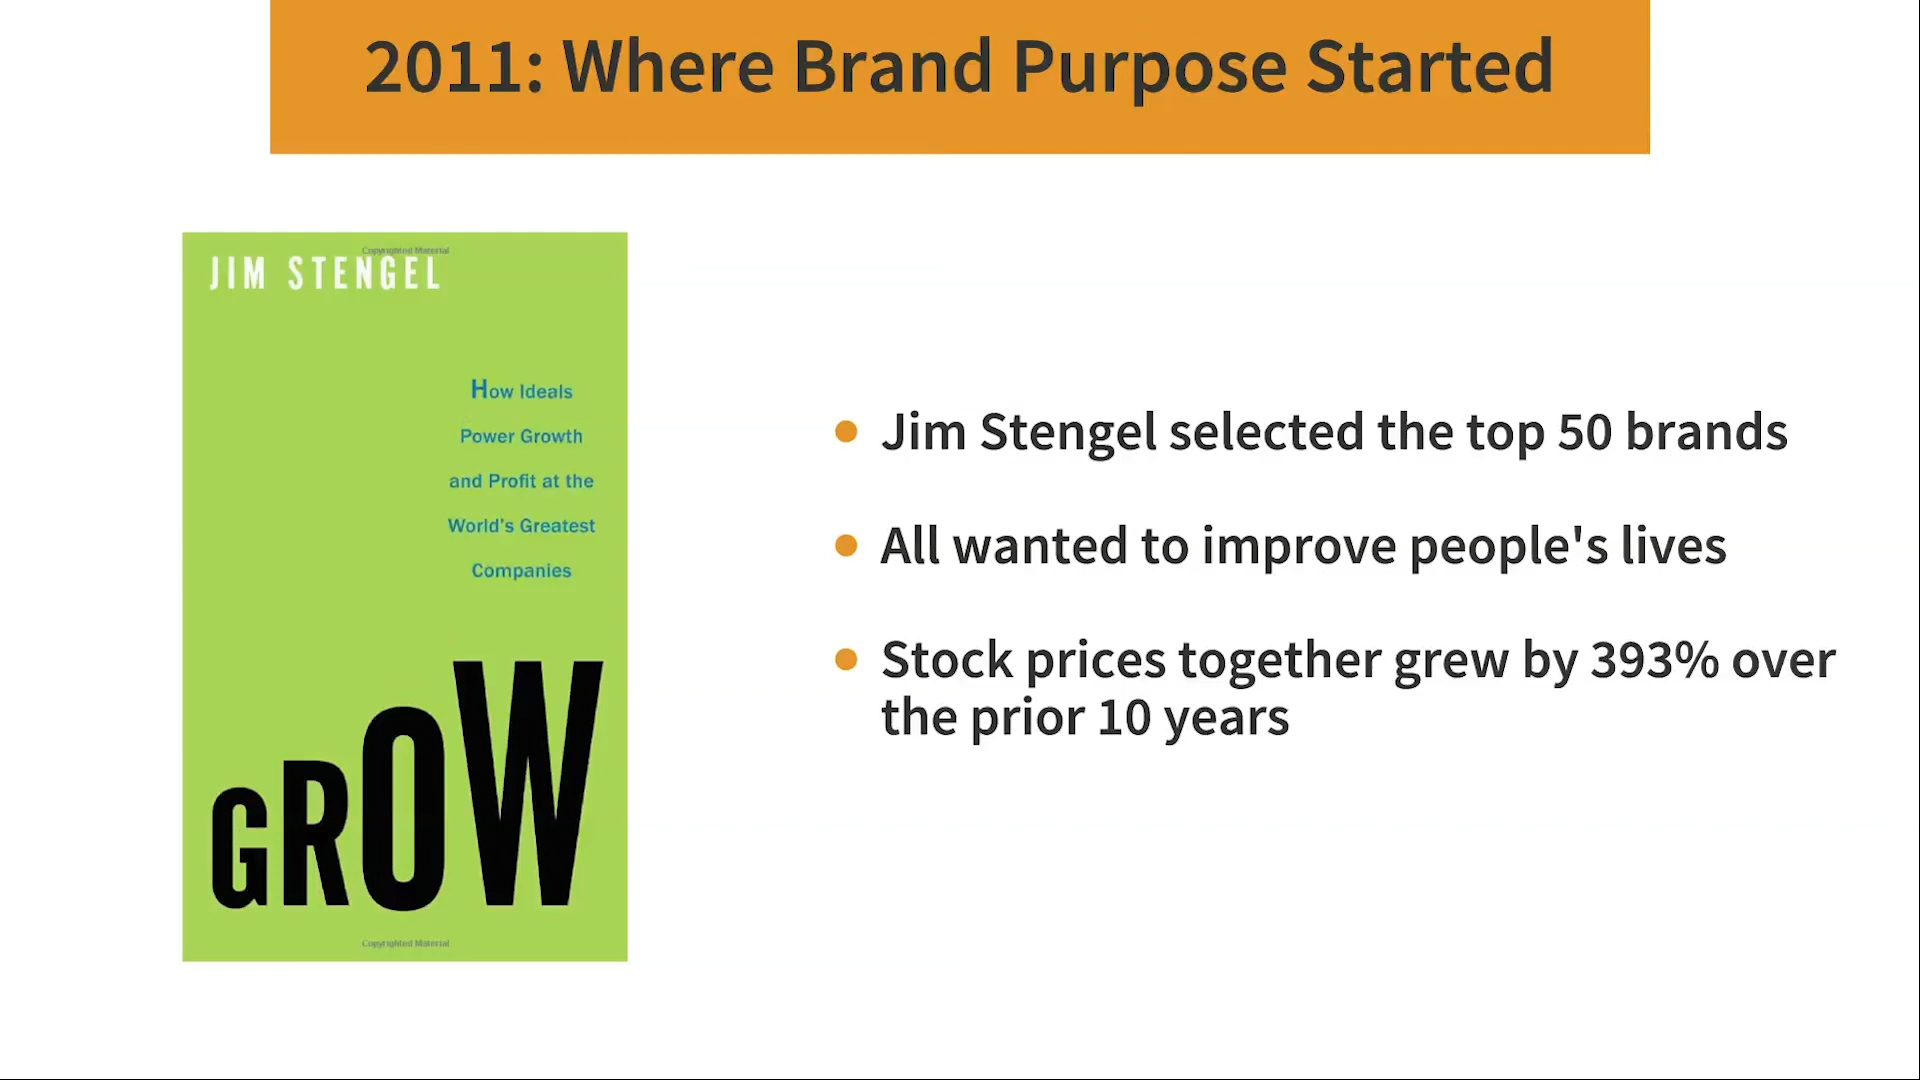 2011: Where Brand Purpose Started
Copyrighted Material
JIM STENGEL
How Ideals
Power Growth
and Profit at the
World's Greatest
Companies
GROW
Copyrighted Material
Jim Stengel selected the top 50 brands
All wanted to improve people's lives
Stock prices together grew by 393% over
the prior 10 years